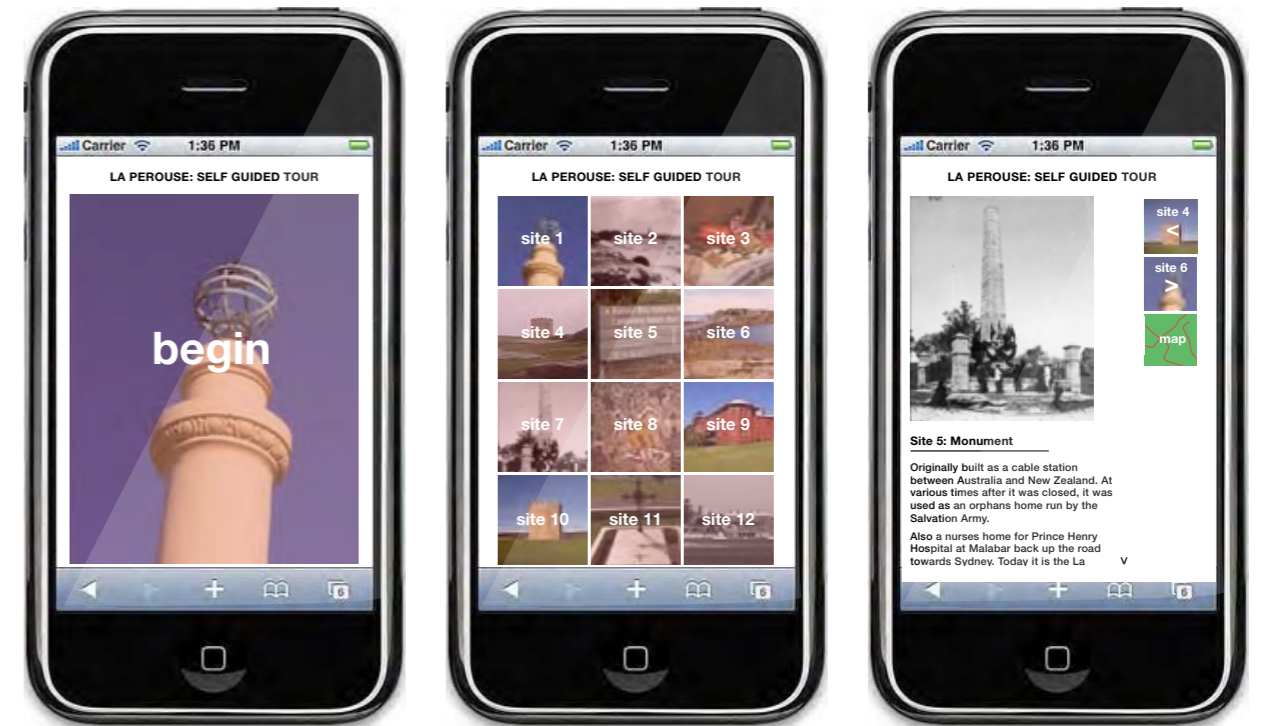 Carrier 1:36 PM
LA PEROUSE: SELF GUIDED TOUR
begin
6
Carrier 1:36 PM
LA PEROUSE: SELF GUIDED TOUR
site 1 site 2 site 3
site 4 site 5 site 6
site 7 site 8 site 9
site 10 site 11 site 12
6
Carrier 1:36 PM
LA PEROUSE: SELF GUIDED TOUR
site 4
<
site 6
>
map
Site 5: Monument
Originally built as a cable station
between Australia and New Zealand. At
various times after it was closed, it was
used as an orphans home run by the
Salvation Army.
Also a nurses home for Prince Henry
Hospital at Malabar back up the road
towards Sydney. Today it is the La V
6